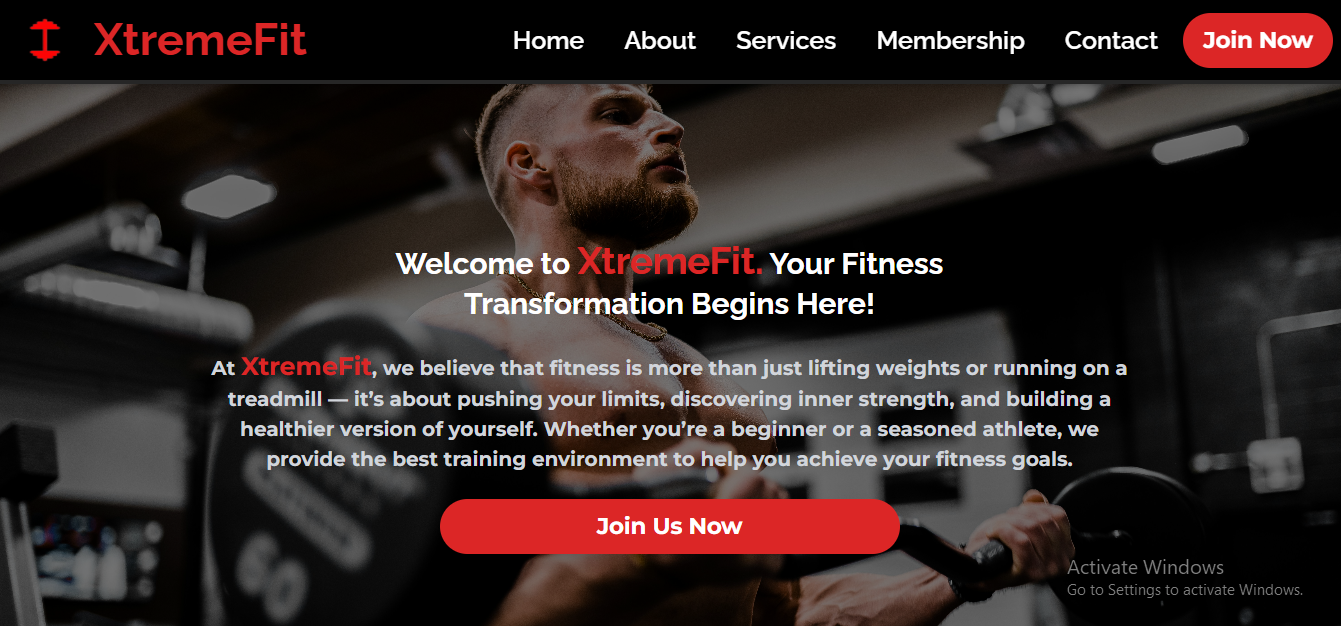 XtremeFit
Home About Services Membership Contact Join Now
Welcome to XtremeFit. Your Fitness
Transformation Begins Here!
At XtremeFit, we believe that fitness is more than just lifting weights or running on a
treadmill — it’s about pushing your limits, discovering inner strength, and building a
healthier version of yourself. Whether you’re a beginner or a seasoned athlete, we
provide the best training environment to help you achieve your fitness goals.
Join Us Now
60
Activate Windows
Go to Settings to activate Windows.